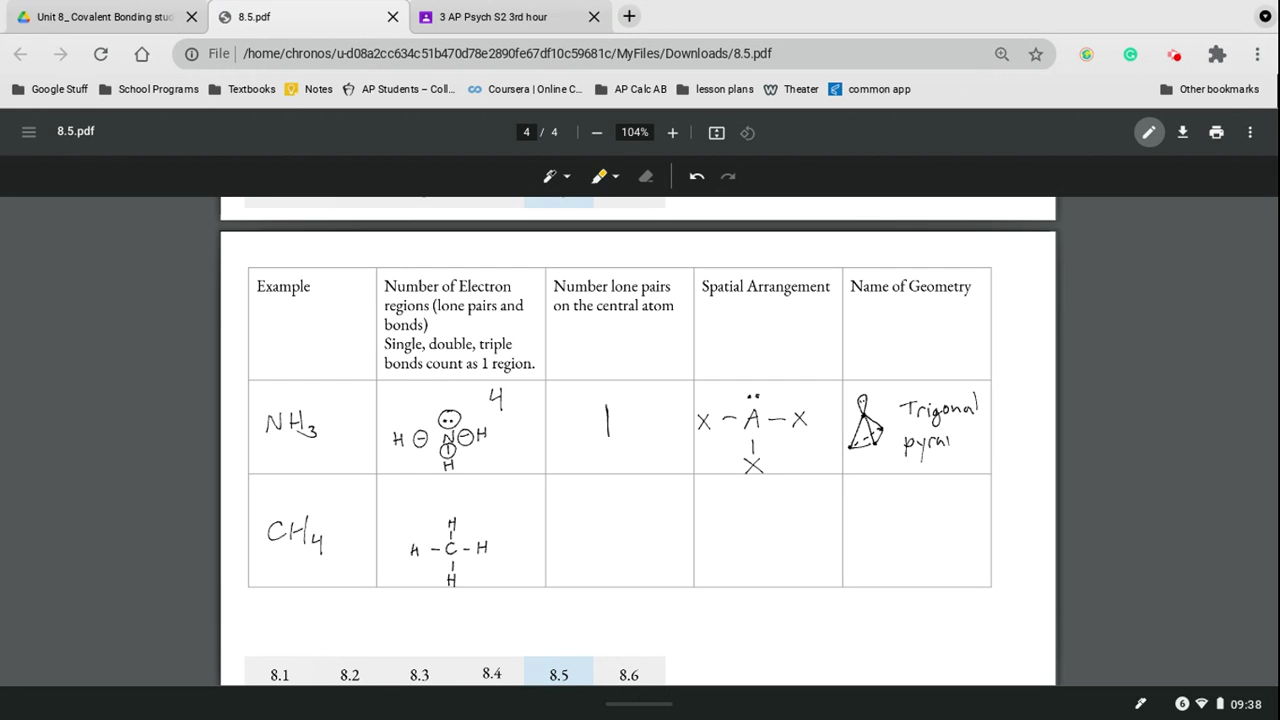 Unit 8_ Covalent Bonding stud
8.5.pdf
3 AP Psych S2 3rd hour
File
/home/chronos/u-d08a2cc634c51b470d78e2890fe67df10c59681c/MyFiles/Downloads/8.5.pdf
Google Stuff
School Programs
Textbooks
Notes
AP Students – Coll...
Coursera | Online C...
AP Calc AB
lesson plans
Theater
common app
Other bookmarks
8.5.pdf
4 / 4
104%
Example
Number of Electron
regions (lone pairs and
bonds)
Single, double, triple
bonds count as 1 region.
Number lone pairs
on the central atom
Spatial Arrangement
Name of Geometry
NH3
4
H N H
H
1
X – A – X
X
Trigonal
pyra
CH4
H
H – C – H
H
8.1
8.2
8.3
8.4
8.5
8.6
6
09:38